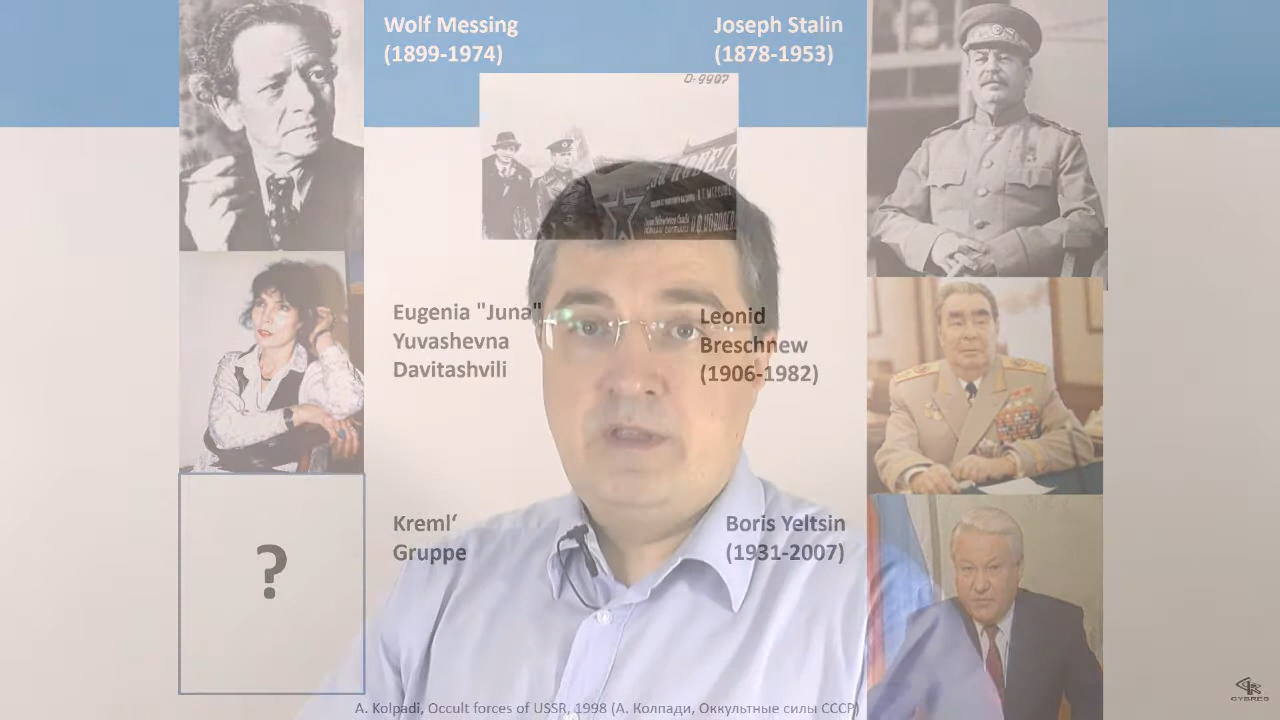 Wolf Messing
(1899-1974)
Joseph Stalin
(1878-1953)
D-9907
Eugenia "Juna"
Yuvashevna
Davitashvili
Leonid
Breschnew
(1906-1982)
?
Kreml‘
Gruppe
Boris Yeltsin
(1931-2007)
A. Kolpadi, Occult forces of USSR, 1998 (А. Колпади, Оккультные силы СССР)
CYBRES